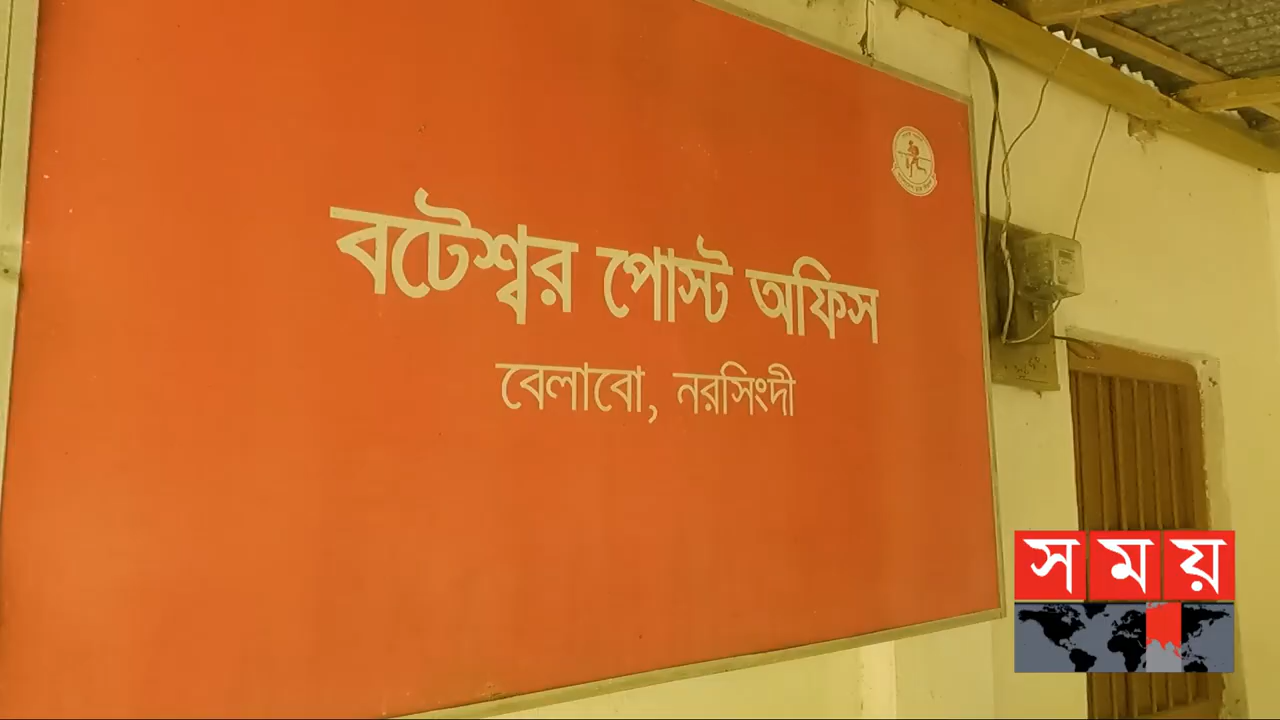 বটেশ্বর পোস্ট অফিস
বেলাবো, নরসিংদী
সময়